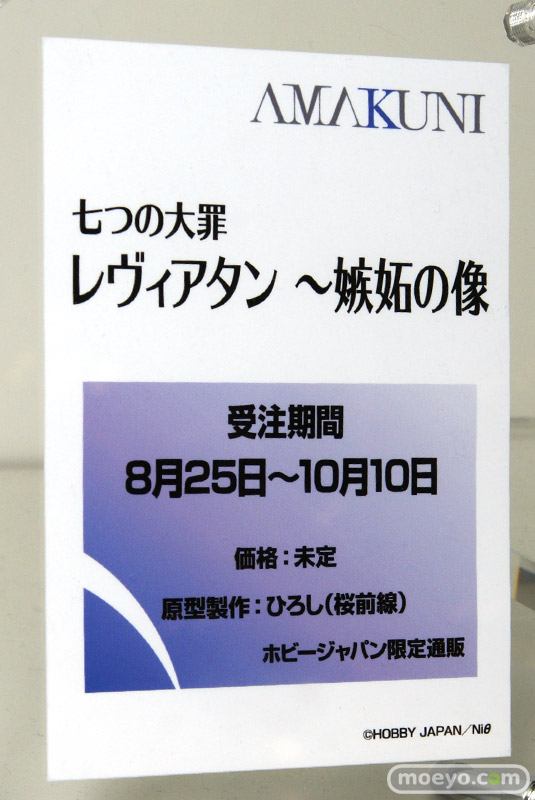 AMAKUNI
七つの大罪
レヴィアタン ～嫉妬の像
受注期間
8月25日～10月10日
価格：未定
原型製作：ひろし（桜前線）
ホビージャパン限定通販
©HOBBY JAPAN／Niθ
moeyo.com